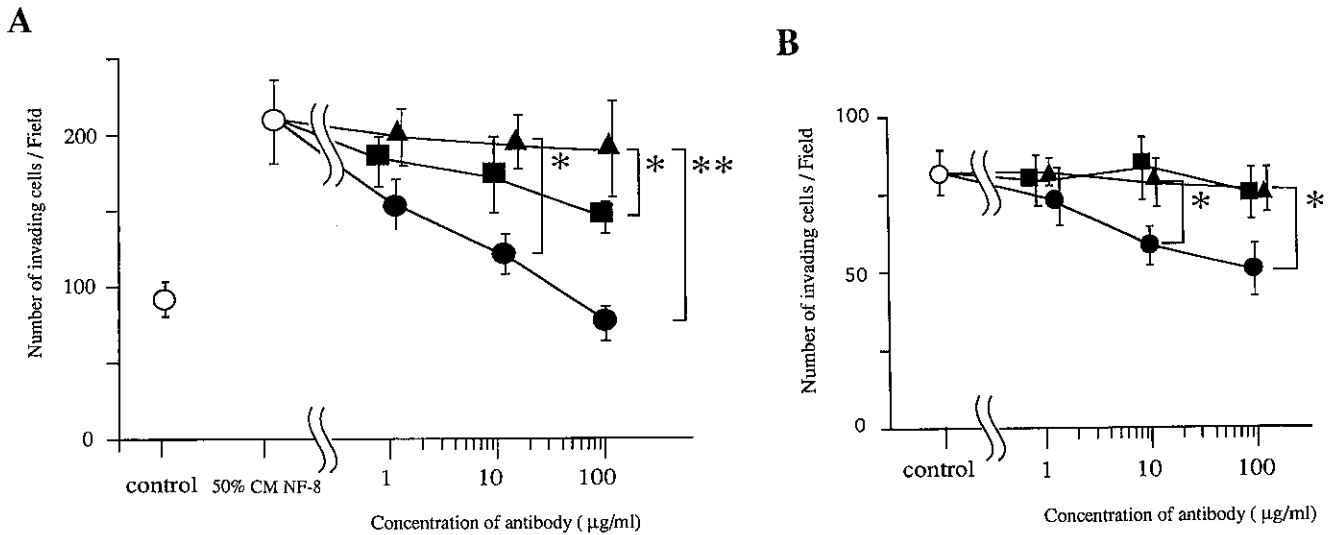 A
Number of invading cells / Field
200
100
0
* * **
control 50% CM NF-8 1 10 100
Concentration of antibody ( μg/ml)
B
Number of invading cells / Field
100
50
0
* *
control 1 10 100
Concentration of antibody ( μg/ml)